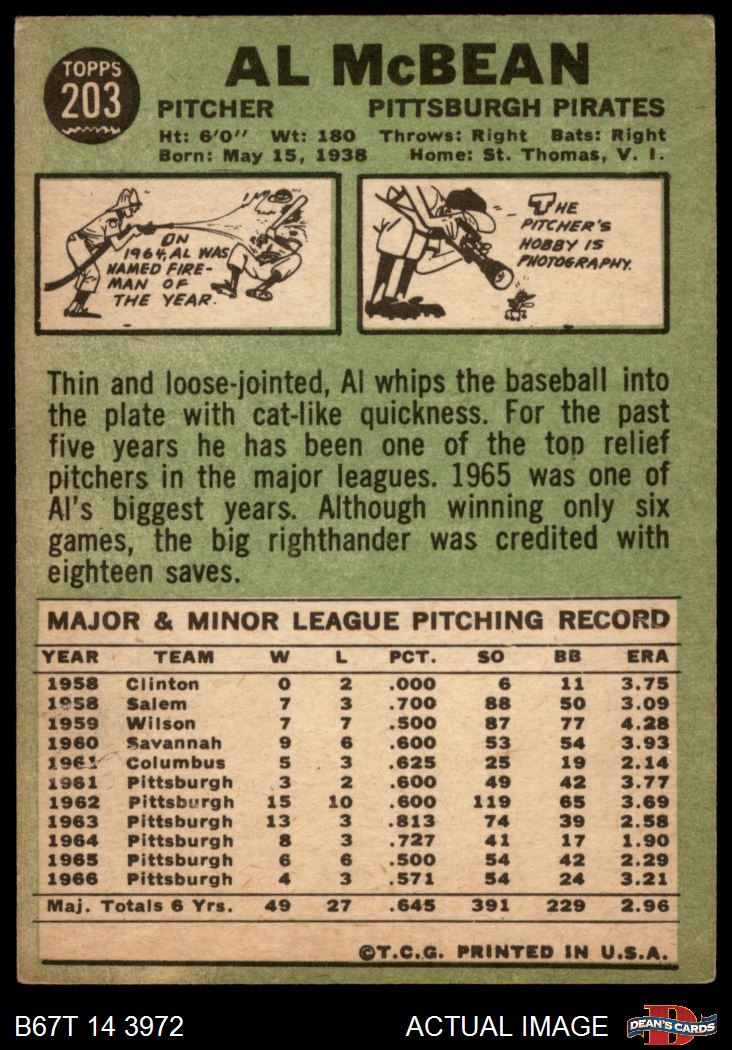 TOPPS
203
AL McBEAN
PITCHER PITTSBURGH PIRATES
Ht: 6'0" Wt: 180 Throws: Right Bats: Right
Born: May 15, 1938 Home: St. Thomas, V. I.
ON
1964, AL WAS
NAMED FIRE-
MAN OF
THE YEAR.
THE
PITCHER'S
HOBBY IS
PHOTOGRAPHY.
Thin and loose-jointed, Al whips the baseball into
the plate with cat-like quickness. For the past
five years he has been one of the top relief
pitchers in the major leagues. 1965 was one of
Al's biggest years. Although winning only six
games, the big righthander was credited with
eighteen saves.
MAJOR & MINOR LEAGUE PITCHING RECORD
YEAR TEAM W L PCT. SO BB ERA
1958 Clinton 0 2 .000 6 11 3.75
1958 Salem 7 3 .700 88 50 3.09
1959 Wilson 7 7 .500 87 77 4.28
1960 Savannah 9 6 .600 53 54 3.93
1961 Columbus 5 3 .625 25 19 2.14
1961 Pittsburgh 3 2 .600 49 42 3.77
1962 Pittsburgh 15 10 .600 119 65 3.69
1963 Pittsburgh 13 3 .813 74 39 2.58
1964 Pittsburgh 8 3 .727 41 17 1.90
1965 Pittsburgh 6 6 .500 54 42 2.29
1966 Pittsburgh 4 3 .571 54 24 3.21
Maj. Totals 6 Yrs. 49 27 .645 391 229 2.96
©T.C.G. PRINTED IN U.S.A.
B67T 14 3972 ACTUAL IMAGE
D
DEAN'S CARDS